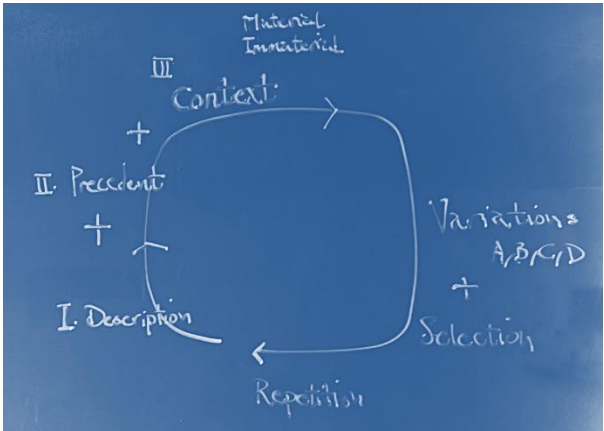 Material
Immaterial
III
Context
+
II. Precedent
+
I. Description
Variations
A, B, C, D
+
Selection
Repetition